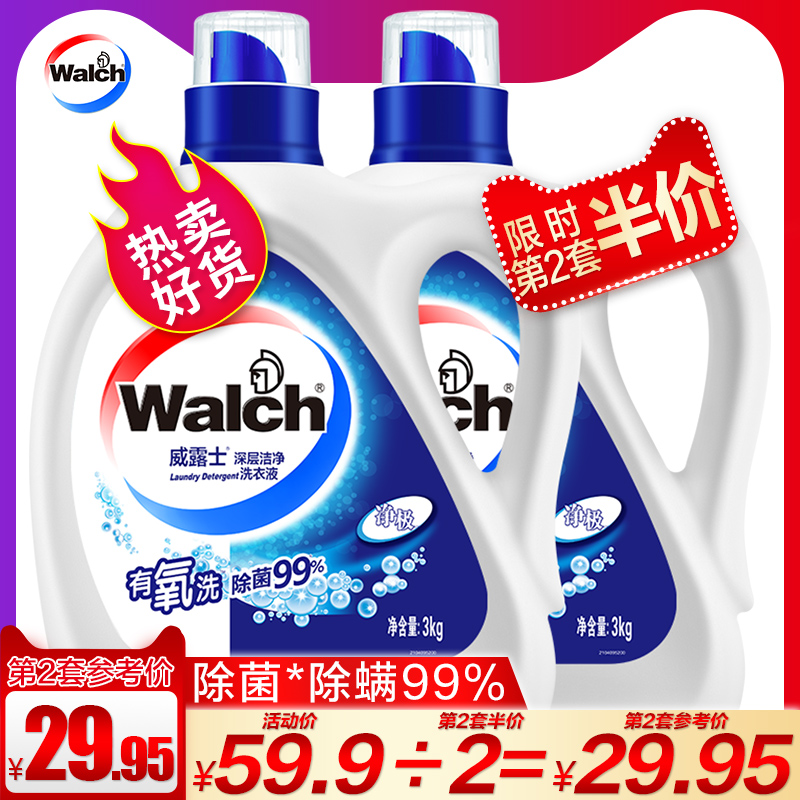 Walch
热卖
好货
限时
第2套
半价
Walch®
威露士® 深层洁净
Laundry Detergent 洗衣液
净极
净极
有氧洗 除菌99%
净含量: 3kg
净含量: 3kg
第2套参考价
¥29.95
除菌*除螨99%
活动价 第2套半价 第2套参考价
¥59.9÷2=¥29.95